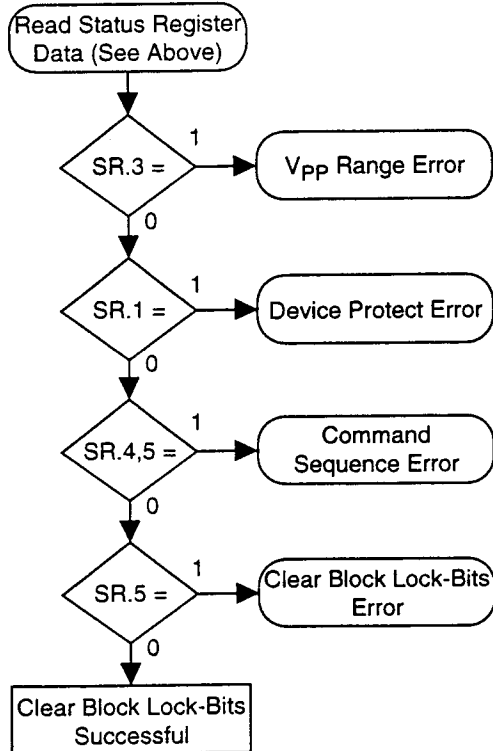 Read Status Register
Data (See Above)
SR.3 =
1
VPP Range Error
0
SR.1 =
1
Device Protect Error
0
SR.4,5 =
1
Command
Sequence Error
0
SR.5 =
1
Clear Block Lock-Bits
Error
0
Clear Block Lock-Bits
Successful